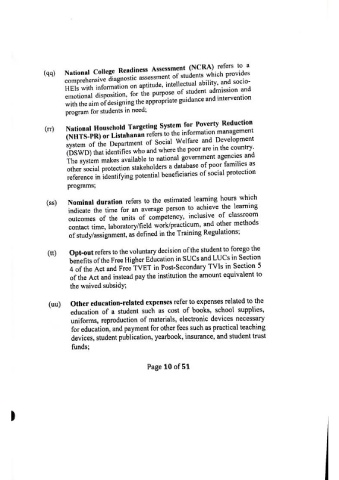 (qq) National College Readiness Assessment (NCRA) refers to a
comprehensive diagnostic assessment of students which provides
HEIs with information on aptitude, intellectual ability, and socio-
emotional disposition, for the purpose of student admission and
with the aim of designing the appropriate guidance and intervention
program for students in need;
(rr) National Household Targeting System for Poverty Reduction
(NHTS-PR) or Listahanan refers to the information management
system of the Department of Social Welfare and Development
(DSWD) that identifies who and where the poor are in the country.
The system makes available to national government agencies and
other social protection stakeholders a database of poor families as
reference in identifying potential beneficiaries of social protection
programs;
(ss) Nominal duration refers to the estimated learning hours which
indicate the time for an average person to achieve the learning
outcomes of the units of competency, inclusive of classroom
contact time, laboratory/field work/practicum, and other methods
of study/assignment, as defined in the Training Regulations;
(tt) Opt-out refers to the voluntary decision of the student to forego the
benefits of the Free Higher Education in SUCs and LUCs in Section
4 of the Act and Free TVET in Post-Secondary TVIs in Section 5
of the Act and instead pay the institution the amount equivalent to
the waived subsidy;
(uu) Other education-related expenses refer to expenses related to the
education of a student such as cost of books, school supplies,
uniforms, reproduction of materials, electronic devices necessary
for education, and payment for other fees such as practical teaching
devices, student publication, yearbook, insurance, and student trust
funds;
Page 10 of 51